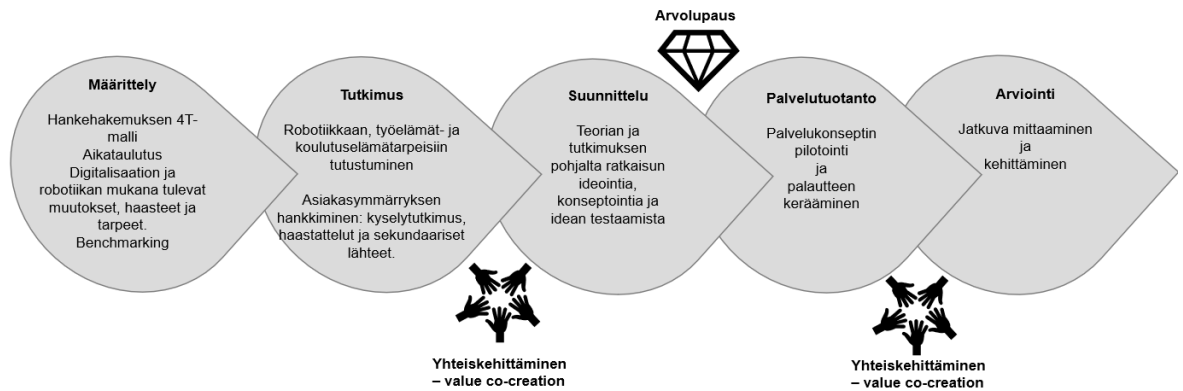 Arvolupaus
Määrittely
Hankehakemuksen 4T-
malli
Aikataulutus
Digitalisaation ja
robotiikan mukana tulevat
muutokset, haasteet ja
tarpeet.
Benchmarking
Tutkimus
Robotiikkaan, työelämät- ja
koulutuselämätarpeisiin
tutustuminen
Asiakasymmärryksen
hankkiminen: kyselytutkimus,
haastattelut ja sekundaariset
lähteet.
Suunnittelu
Teorian ja
tutkimuksen
pohjalta ratkaisun
ideointia,
konseptointia ja
idean testaamista
Palvelutuotanto
Palvelukonseptin
pilotointi
ja
palautteen
kerääminen
Arviointi
Jatkuva mittaaminen
ja
kehittäminen
Yhteiskehittäminen
– value co-creation
Yhteiskehittäminen
– value co-creation